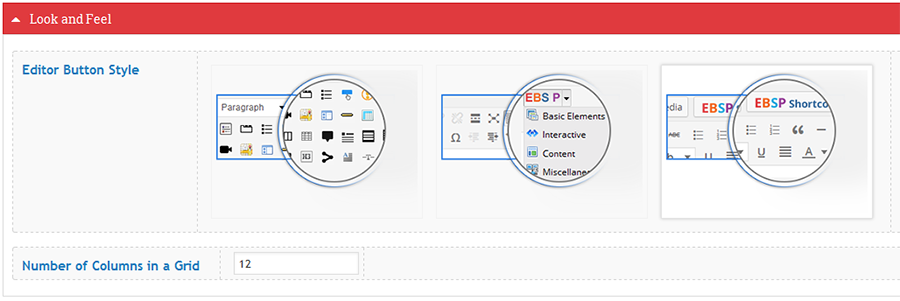 Look and Feel
Editor Button Style
Paragraph
EBS P
Basic Elements
Interactive
Content
Miscellane
edia
EBSP
EBSP Shortco
Number of Columns in a Grid
12